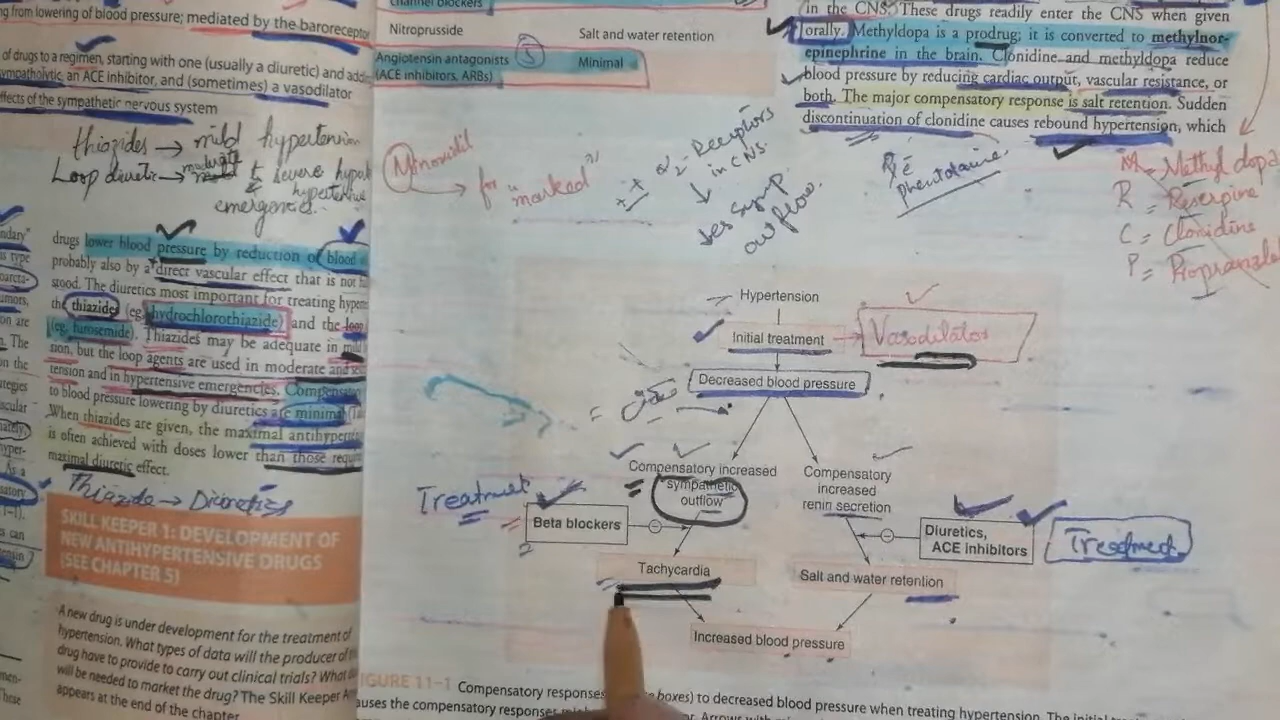 ng from lowering of blood pressure; mediated by the baroreceptor
of drugs to a regimen, starting with one (usually a diuretic) and
sympatholytic, an ACE inhibitor, and (sometimes) a vasodilator
effects of the sympathetic nervous system
thiazides → mild hypertension
Loop diuretic → moderate
to severe
& hypertensive
emergencies.
drugs lower blood pressure by reduction of blood
probably also by a direct vascular effect that is not
stood. The diuretics most important for treating
the thiazides (eg, hydrochlorothiazide) and the loop
(eg, furosemide). Thiazides may be adequate in mild
sion, but the loop agents are used in moderate and
tension and in hypertensive emergencies.
to blood pressure lowering by diuretics are minimal
When thiazides are given, the maximal
is often achieved with doses lower than those
maximal diuretic effect.
Thiazide → Diuretics
SKILL KEEPER 1: DEVELOPMENT OF
NEW ANTIHYPERTENSIVE DRUGS
(SEE CHAPTER 5)
A new drug is under development for the treatment of
hypertension. What types of data will the producer of
drug have to provide to carry out clinical trials? What
will be needed to market the drug? The Skill Keeper
appears at the end of the chapter.
channel blockers
Nitroprusside Salt and water retention
Angiotensin antagonists 5 Minimal
(ACE inhibitors, ARBs)
in the CNS. These drugs readily enter the CNS when given
orally. Methyldopa is a prodrug; it is converted to methylnor-
epinephrine in the brain. Clonidine and methyldopa reduce
blood pressure by reducing cardiac output, vascular resistance, or
both. The major compensatory response is salt retention. Sudden
discontinuation of clonidine causes rebound hypertension, which
Minoxidil
→ for "marked"
++ α2-Receptors
in CNS.
↓
Symp
outflow.
phentolamine
M = Methyl dopa
R = Reserpine
C = Clonidine
P = Propranolol
Hypertension
Initial treatment → Vasodilator
Decreased blood pressure
Compensatory increased
sympathetic
outflow
Compensatory
increased
renin secretion
Treatment
Beta blockers
Diuretics,
ACE inhibitors
Treatment
Tachycardia
Salt and water retention
Increased blood pressure
FIGURE 11–1 Compensatory responses boxes) to decreased blood pressure when treating hypertension. The initial
auses the compensatory responses